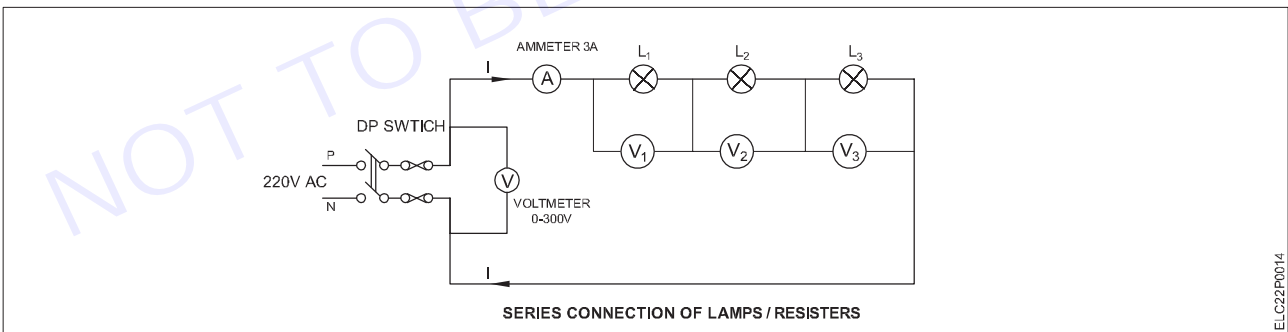 NOT TO BE
AMMETER 3A
L1
L2
L3
I
A
DP SWTICH
P
220V AC
N
V
VOLTMETER
0-300V
V1
V2
V3
I
SERIES CONNECTION OF LAMPS / RESISTERS
ELC22P0014